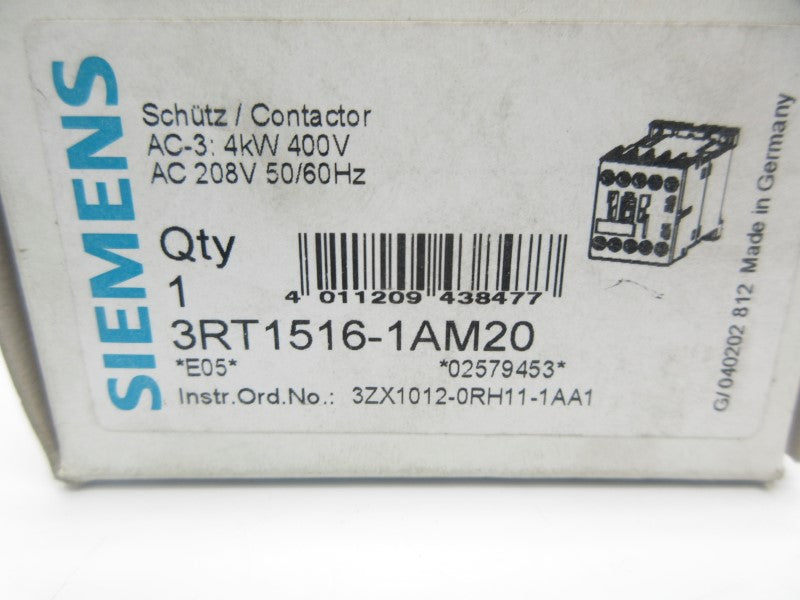 SIEMENS
Schütz / Contactor
AC-3: 4kW 400V
AC 208V 50/60Hz
Qty
1
4 011209 438477
3RT1516-1AM20
*E05* *02579453*
Instr.Ord.No.: 3ZX1012-0RH11-1AA1
G/040202 812 Made in Germany